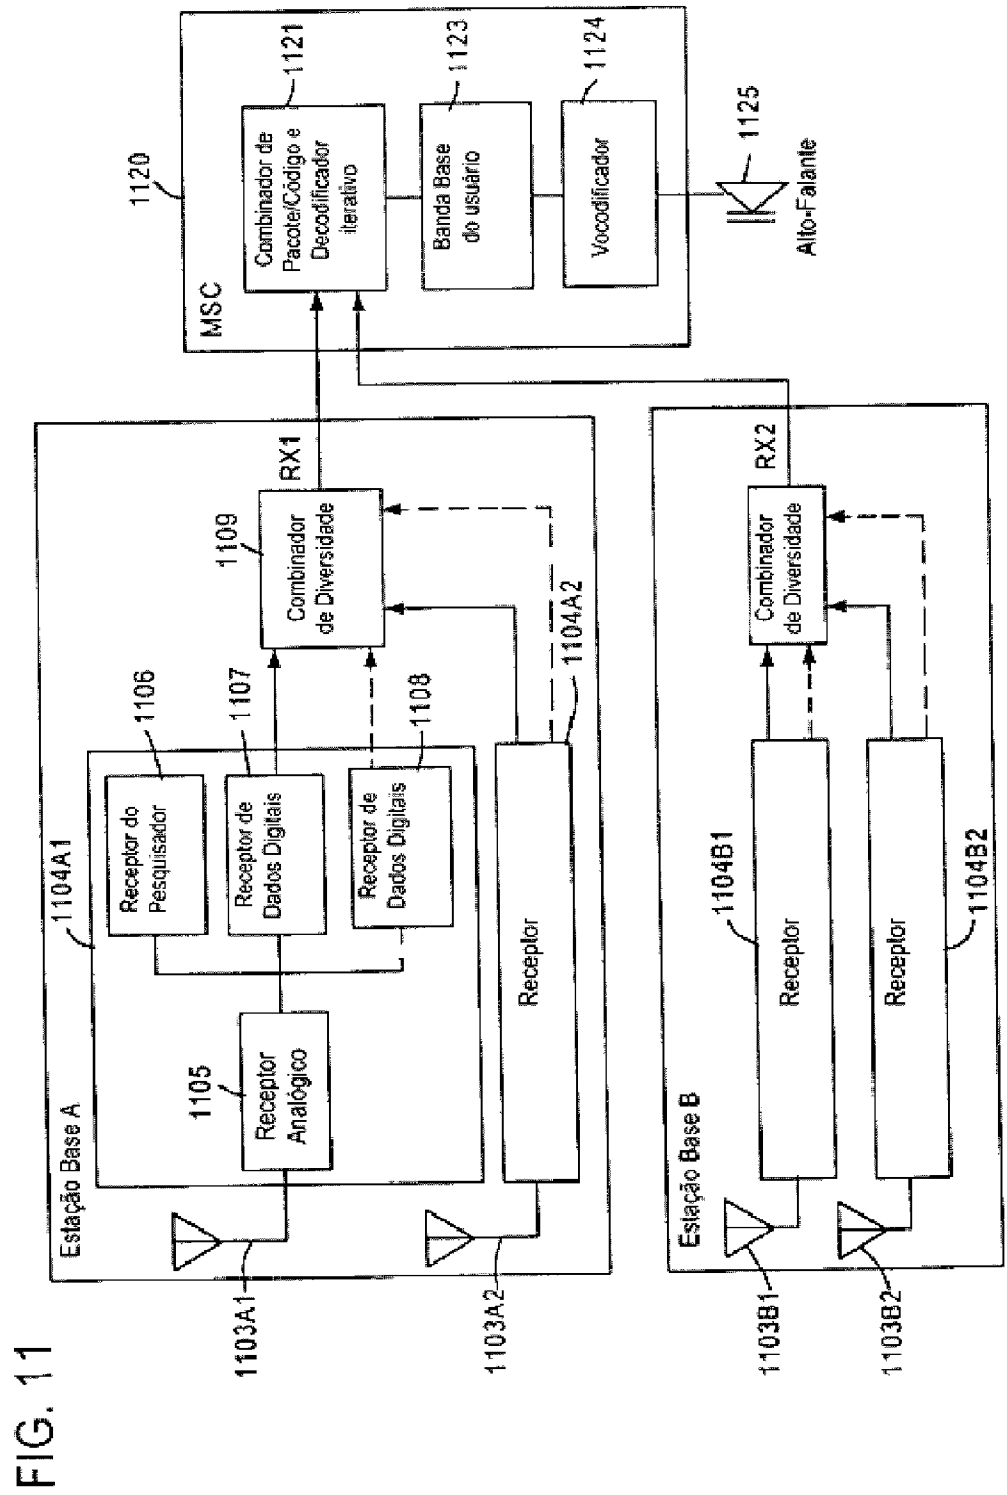 FIG. 11
Estação Base A
1103A1
1103A2
1104A1
1105
Receptor
Analógico
1106
Receptor do
Pesquisador
1107
Receptor de
Dados Digitais
1108
Receptor de
Dados Digitais
Receptor
1104A2
1109
Combinador
de Diversidade
RX1
Estação Base B
1103B1
1103B2
Receptor
1104B1
Receptor
1104B2
Combinador
de Diversidade
RX2
MSC
1120
1121
Combinador de
Pacote/Código e
Decodificador
iterativo
1123
Banda Base
do usuário
1124
Vocodificador
1125
Alto-Falante